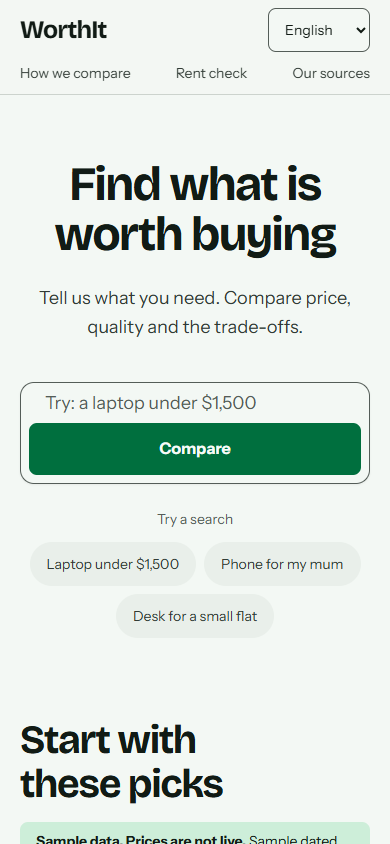 WorthIt
English
How we compare
Rent check
Our sources
Find what is
worth buying
Tell us what you need. Compare price,
quality and the trade-offs.
Try: a laptop under $1,500
Compare
Try a search
Laptop under $1,500
Phone for my mum
Desk for a small flat
Start with
these picks
Sample data. Prices are not live. Sample dated